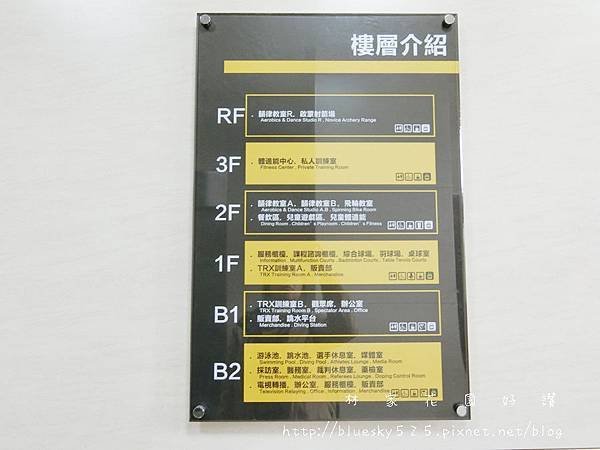 樓層介紹
RF
韻律教室R、啟蒙射箭場
Aerobics & Dance Studio R , Novice Archery Range
3F
體適能中心、私人訓練室
Fitness Center , Private Training Room
2F
韻律教室A、韻律教室B、飛輪教室
Aerobics & Dance Studio A.B , Spinning Bike Room
餐飲區、兒童遊戲區、兒童體適能
Dining Room , Children's Playroom , Children's Fitness
1F
服務櫃檯、課程諮詢櫃檯、綜合球場、羽球場、桌球室
Information , Multifunction Courts , Badminton Courts , Table Tennis Courts
TRX訓練室A、販賣部
TRX Training Room A , Merchandise
B1
TRX訓練室B、觀眾席、辦公室
TRX Training Room B , Spectator Area , Office
販賣部、跳水平台
Merchandise , Diving Station
B2
游泳池、跳水池、選手休息室、媒體室
Swimming Pool , Diving Pool , Athletes Lounge , Media Room
採訪室、醫務室、裁判休息室、藥檢室
Press Room , Medical Room , Referees Lounge , Doping Control Room
電視轉播、辦公室、服務櫃檯、販賣部
Television Relaying , Office , Information , Merchandise
林家花園好讚
http://bluesky525.pixnet.net/blog